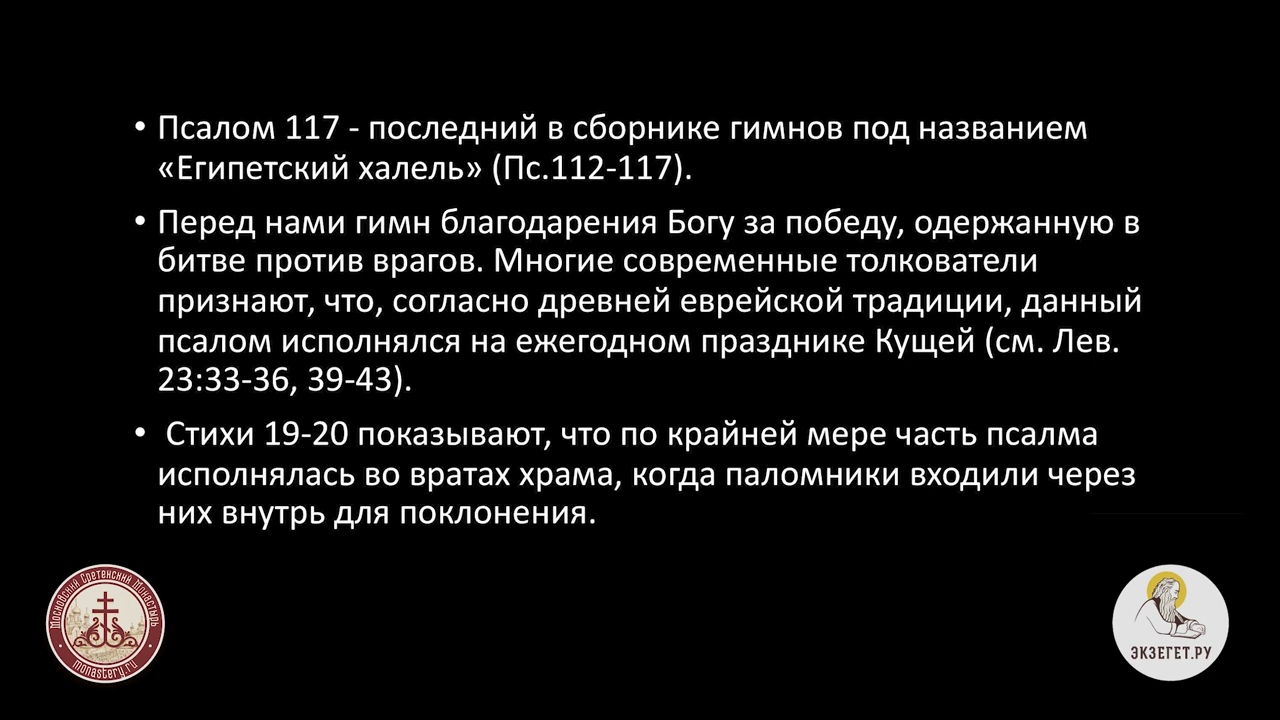 • Псалом 117 - последний в сборнике гимнов под названием
«Египетский халель» (Пс.112-117).
• Перед нами гимн благодарения Богу за победу, одержанную в
битве против врагов. Многие современные толкователи
признают, что, согласно древней еврейской традиции, данный
псалом исполнялся на ежегодном празднике Кущей (см. Лев.
23:33-36, 39-43).
• Стихи 19-20 показывают, что по крайней мере часть псалма
исполнялась во вратах храма, когда паломники входили через
них внутрь для поклонения.
Московский Сретенский Монастырь
monastery.ru
ЭКЗЕГЕТ.РУ